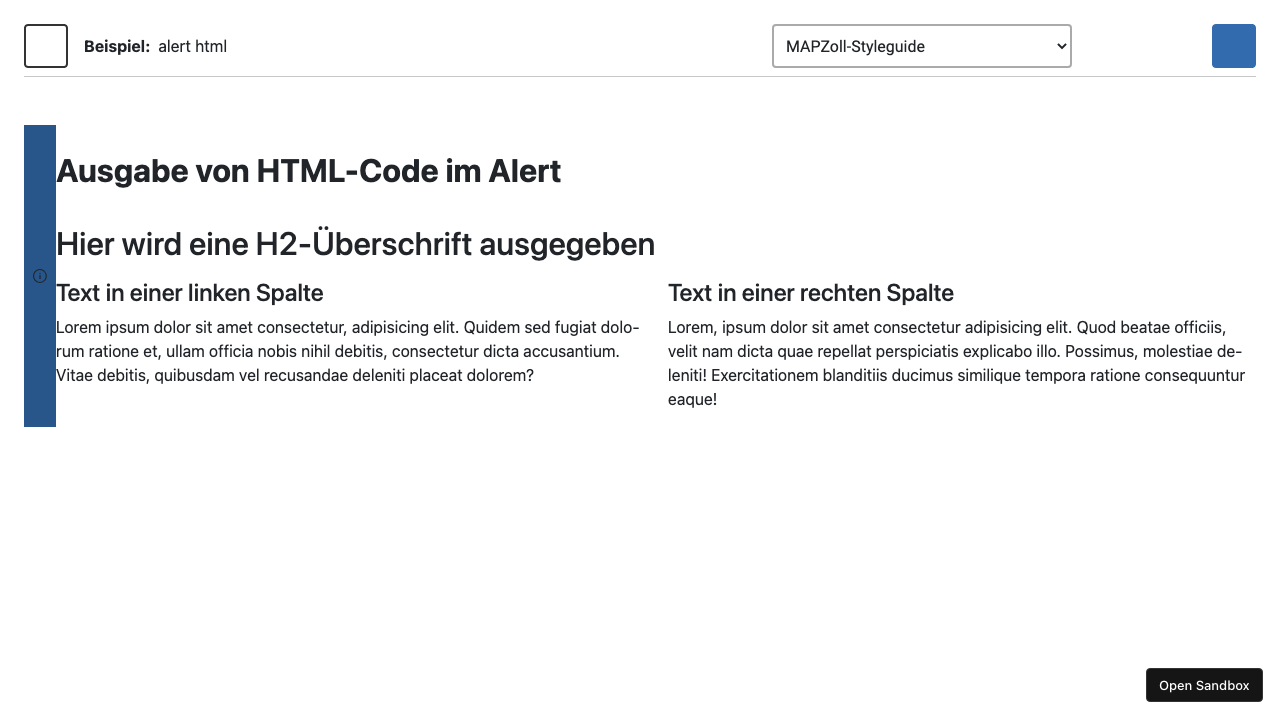 Beispiel: alert html
MAPZoll-Styleguide
Ausgabe von HTML-Code im Alert
Hier wird eine H2-Überschrift ausgegeben
Text in einer linken Spalte
Lorem ipsum dolor sit amet consectetur, adipisicing elit. Quidem sed fugiat dolo-
rum ratione et, ullam officia nobis nihil debitis, consectetur dicta accusantium.
Vitae debitis, quibusdam vel recusandae deleniti placeat dolorem?
Text in einer rechten Spalte
Lorem, ipsum dolor sit amet consectetur adipisicing elit. Quod beatae officiis,
velit nam dicta quae repellat perspiciatis explicabo illo. Possimus, molestiae de-
leniti! Exercitationem blanditiis ducimus similique tempora ratione consequuntur
eaque!
Open Sandbox